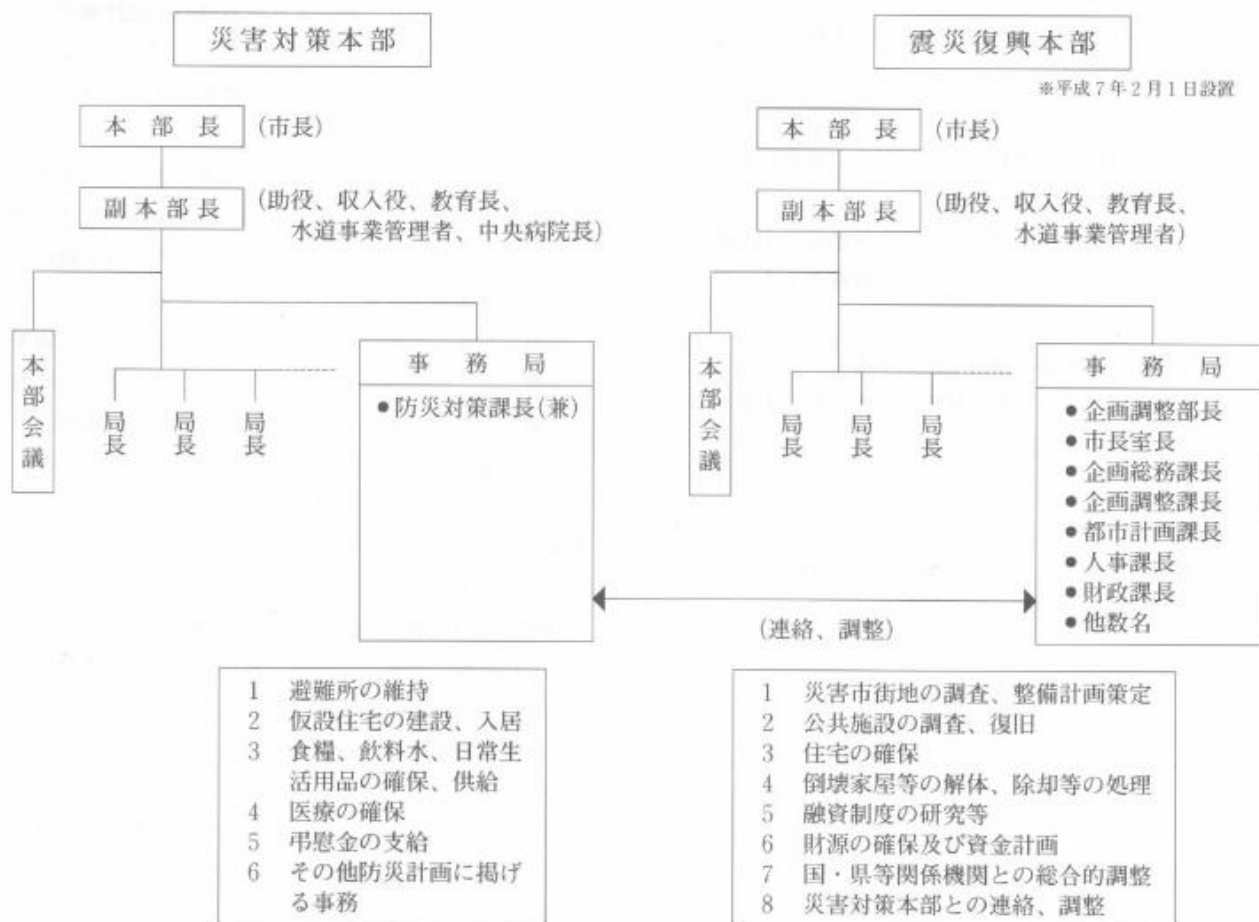 災害対策本部
本部長 (市長)
副本部長 (助役、収入役、教育長、
水道事業管理者、中央病院長)
本部会議
局長
局長
局長
事務局
●防災対策課長(兼)
震災復興本部
※平成7年2月1日設置
本部長 (市長)
副本部長 (助役、収入役、教育長、
水道事業管理者)
本部会議
局長
局長
局長
事務局
●企画調整部長
●市長室長
●企画総務課長
●企画調整課長
●都市計画課長
●人事課長
●財政課長
●他数名
(連絡、調整)
1 避難所の維持
2 仮設住宅の建設、入居
3 食糧、飲料水、日常生
活用品の確保、供給
4 医療の確保
5 弔慰金の支給
6 その他防災計画に掲げ
る事務
1 災害市街地の調査、整備計画策定
2 公共施設の調査、復旧
3 住宅の確保
4 倒壊家屋等の解体、除却等の処理
5 融資制度の研究等
6 財源の確保及び資金計画
7 国・県等関係機関との総合的調整
8 災害対策本部との連絡、調整